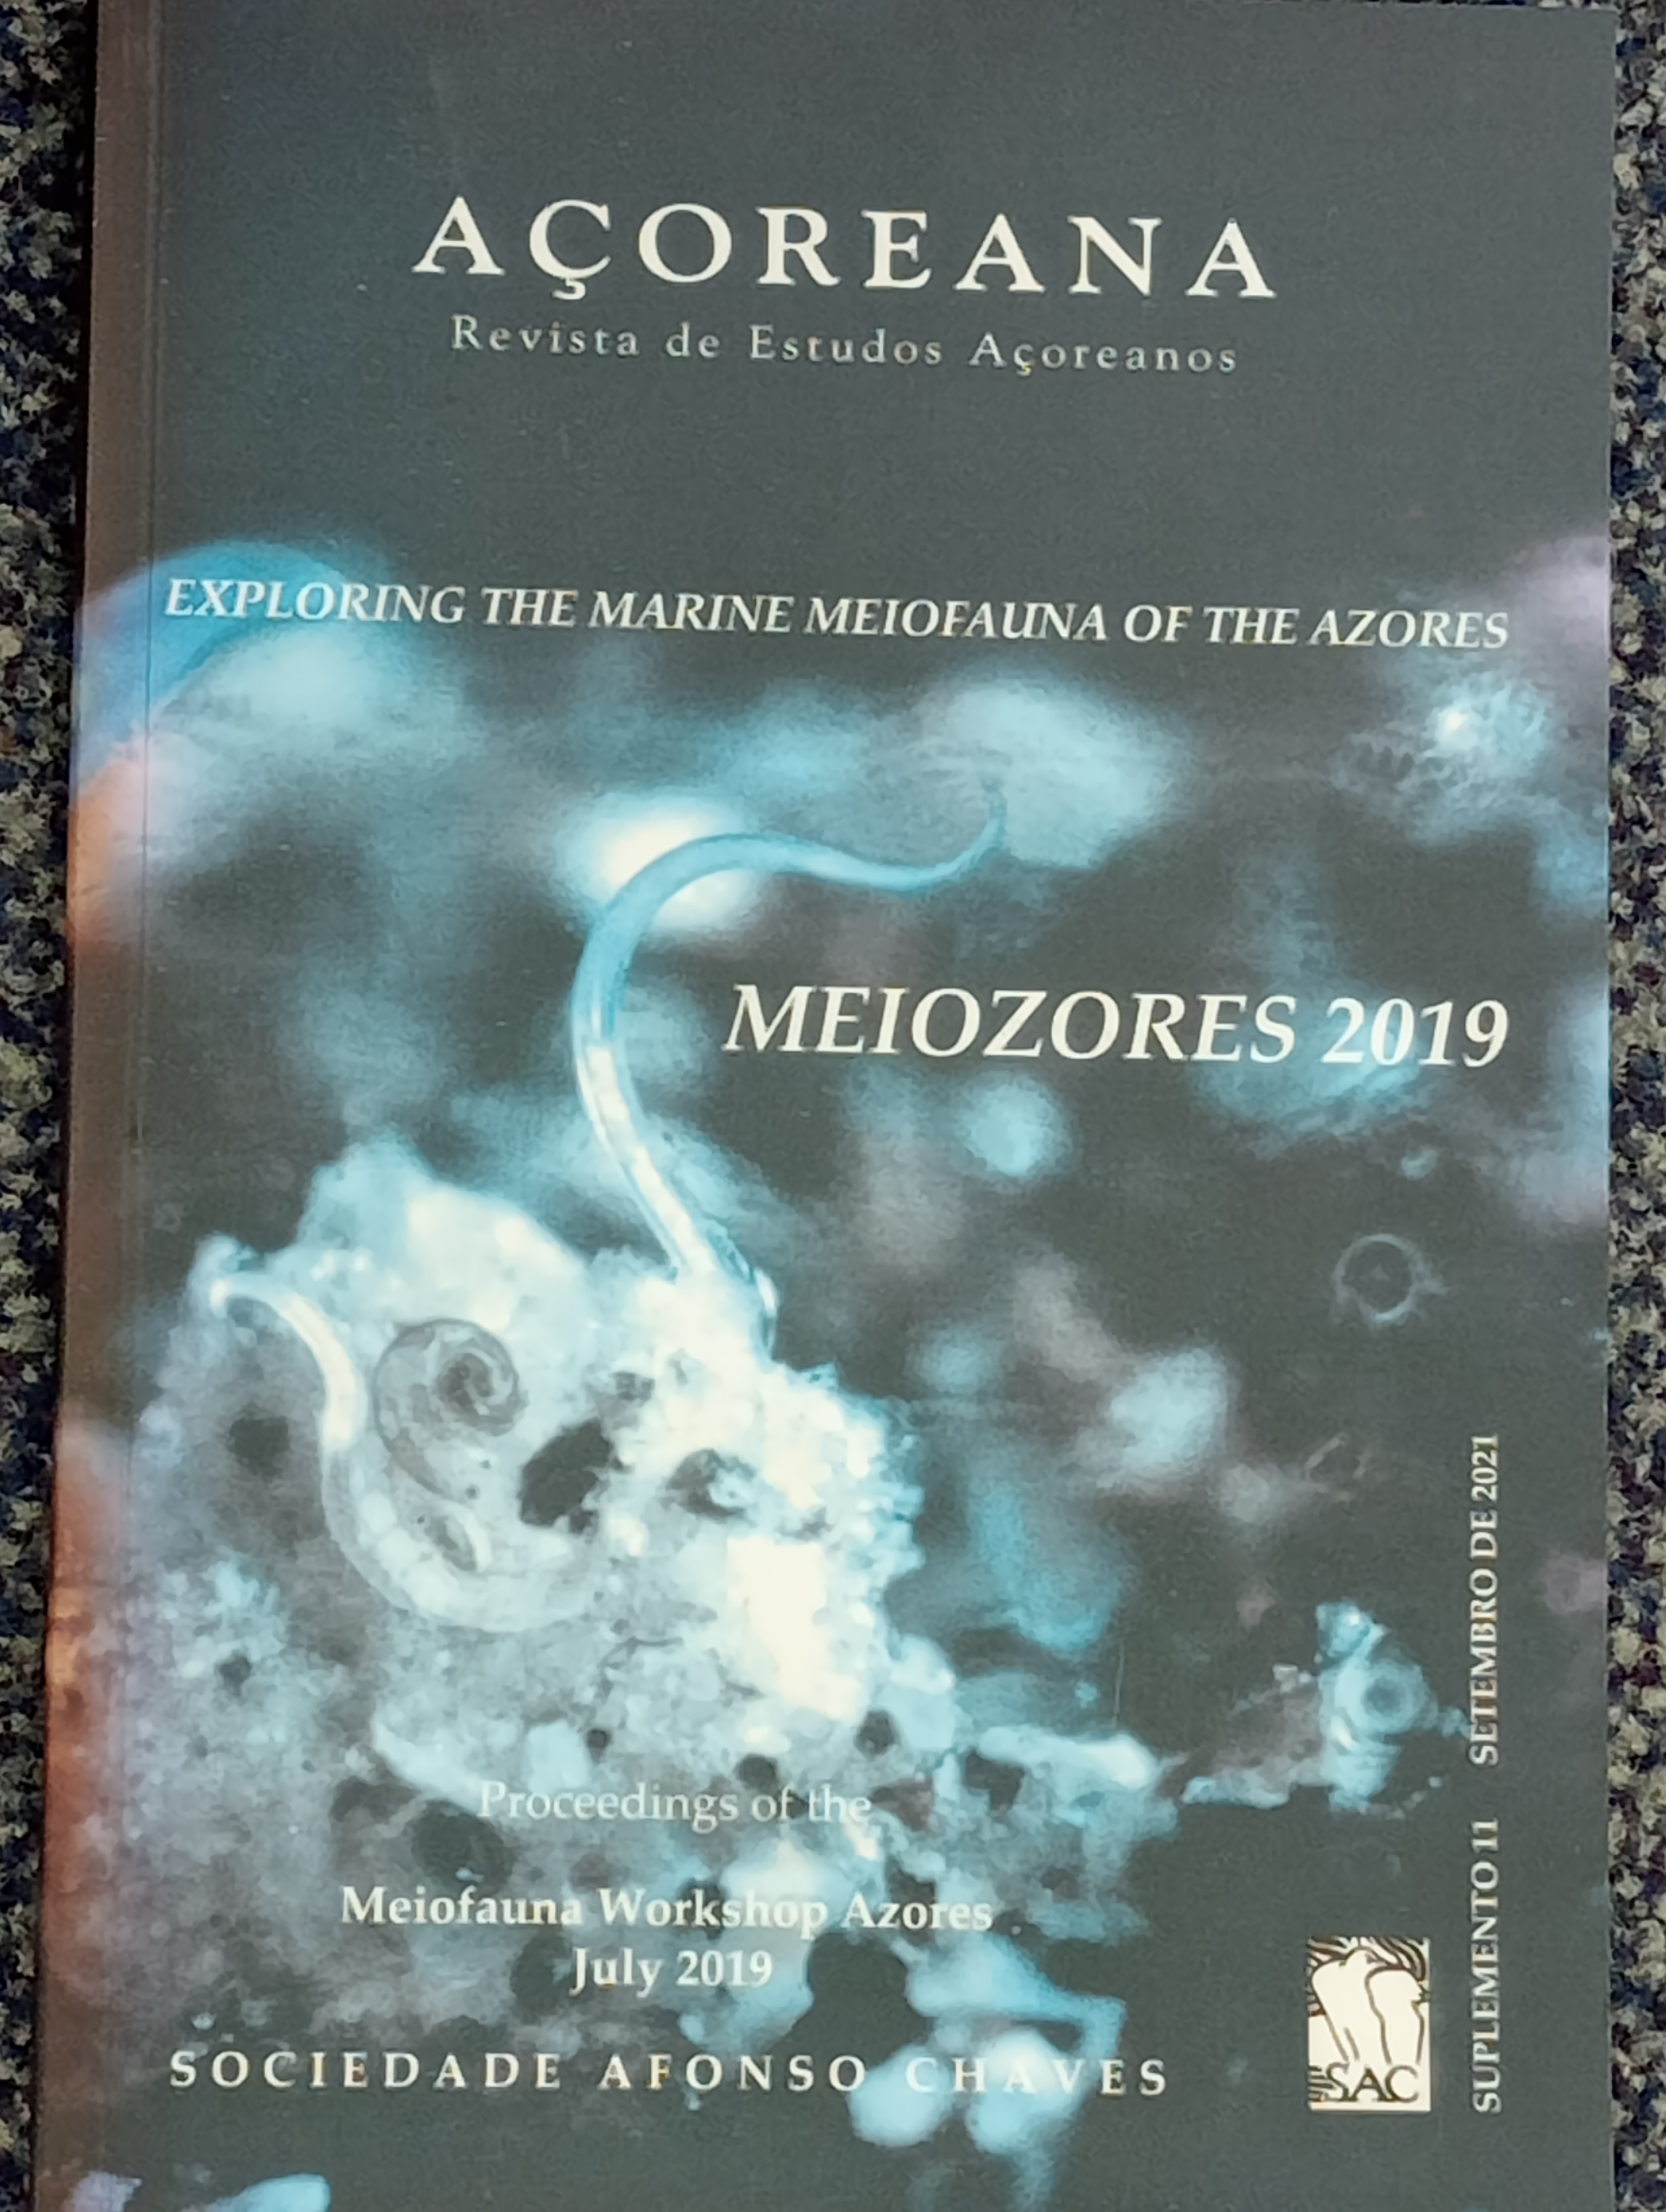 AÇOREANA
Revista de Estudos Açoreanos
EXPLORING THE MARINE MEIOFAUNA OF THE AZORES
MEIOZORES 2019
Proceedings of the
Meiofauna Workshop Azores
July 2019
SOCIEDADE AFONSO CHAVES
SAC
SUPLEMENTO 11 SETEMBRO DE 2021